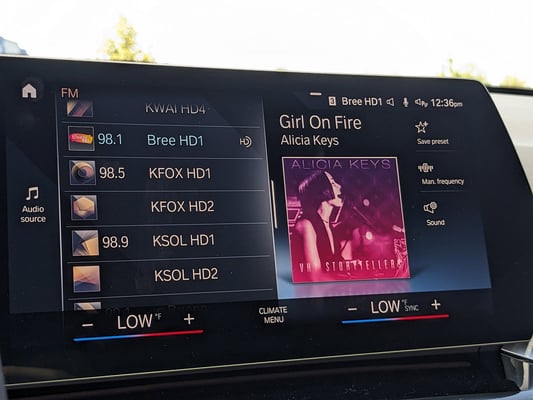 FM
KWAI HD4
98.1 Bree HD1 HD
98.5 KFOX HD1
KFOX HD2
98.9 KSOL HD1
KSOL HD2
Audio
source
Bree HD1 12:36pm
Girl On Fire
Alicia Keys
ALICIA KEYS
VH1 STORYTELLERS
Save preset
Man. frequency
Sound
− LOW °F +
CLIMATE
MENU
− LOW °F SYNC +